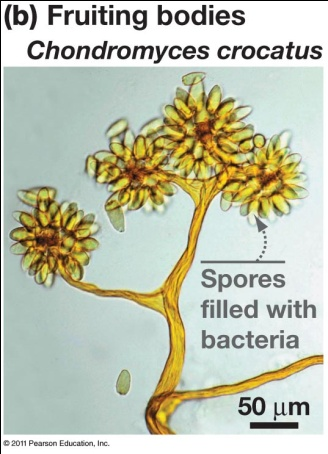 (b) Fruiting bodies
Chondromyces crocatus
Spores
filled with
bacteria
50 μm
© 2011 Pearson Education, Inc.